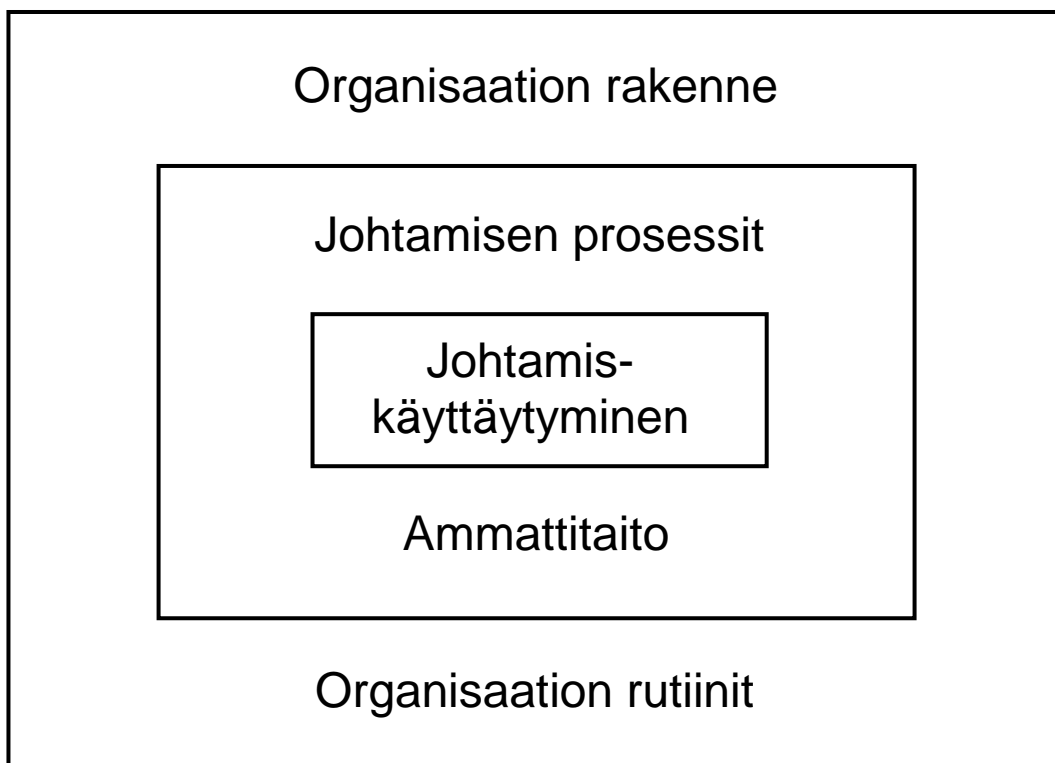 Organisaation rakenne
Johtamisen prosessit
Johtamis-
käyttäytyminen
Ammattitaito
Organisaation rutiinit